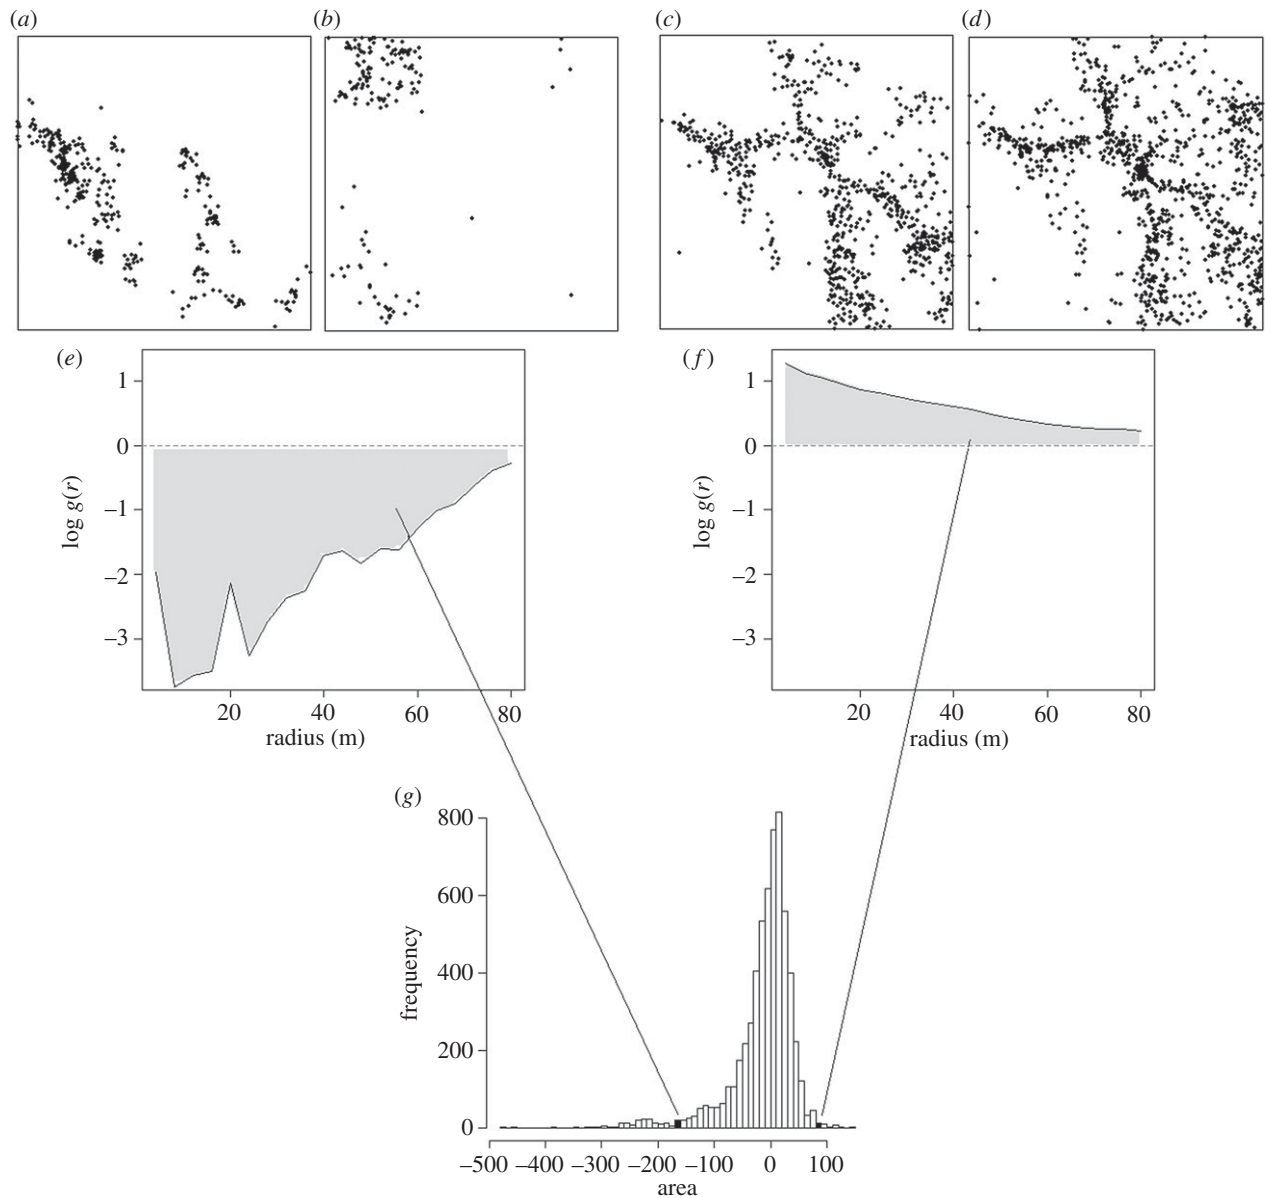 (a) (b) (c) (d)
(e) (f)
1 1
0 0
–1 –1
log g(r) log g(r)
–2 –2
–3 –3
20 40 60 80 20 40 60 80
radius (m) radius (m)
(g)
800
600
frequency
400
200
0
–500 –400 –300 –200 –100 0 100
area